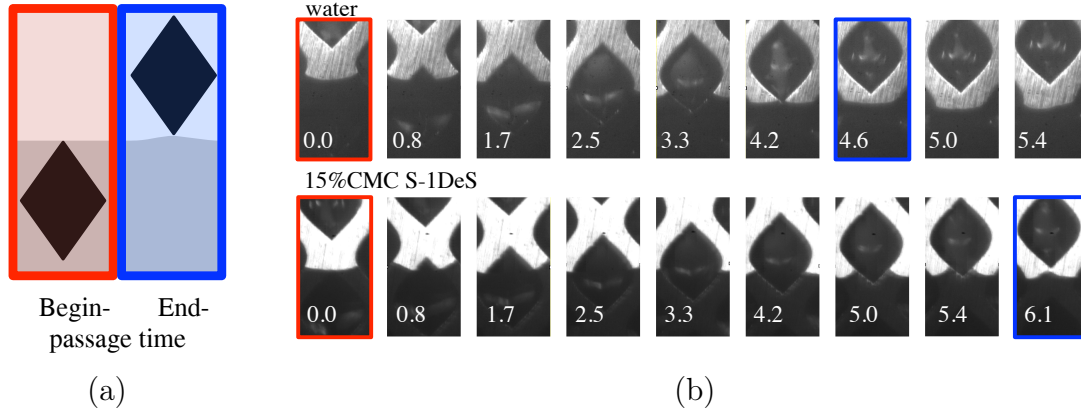 water
0.0 0.8 1.7 2.5 3.3 4.2 4.6 5.0 5.4
15%CMC S-1DeS
0.0 0.8 1.7 2.5 3.3 4.2 5.0 5.4 6.1
Begin- End-
passage time
(a) (b)